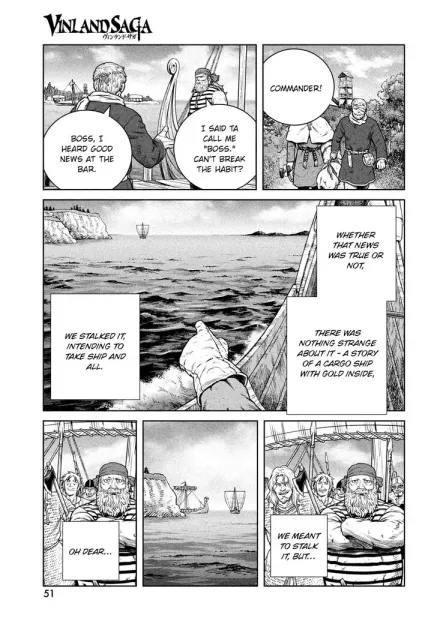 VINLAND SAGA
ヴィンランド・サガ
COMMANDER!
I SAID TA
CALL ME
"BOSS."
CAN'T BREAK
THE HABIT?
BOSS, I
HEARD GOOD
NEWS AT THE
BAR.
WHETHER
THAT NEWS
WAS TRUE OR
NOT,
THERE WAS
NOTHING STRANGE
ABOUT IT - A STORY
OF A CARGO SHIP
WITH GOLD INSIDE,
WE STALKED IT,
INTENDING TO
TAKE SHIP AND
ALL.
WE MEANT
TO STALK
IT, BUT...
OH DEAR...
51